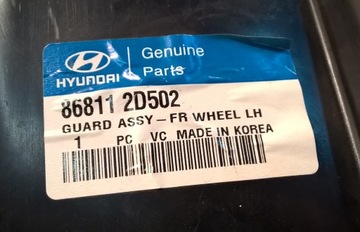 HYUNDAI
Genuine
Parts
86811 2D502
GUARD ASSY-FR WHEEL LH
1 PC VC MADE IN KOREA